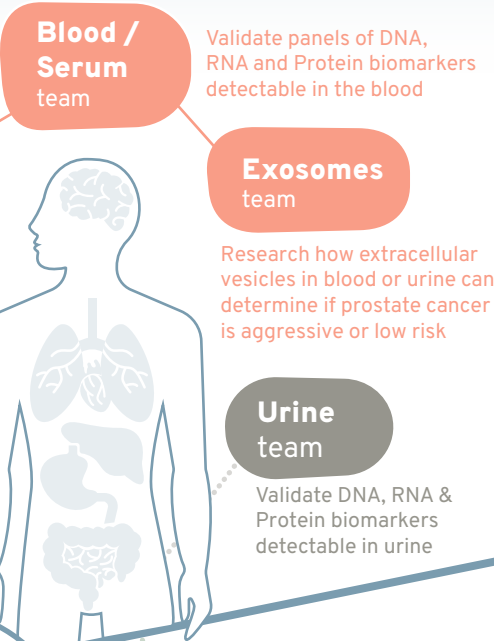 Blood /
Serum
team
Validate panels of DNA,
RNA and Protein biomarkers
detectable in the blood
Exosomes
team
Research how extracellular
vesicles in blood or urine can
determine if prostate cancer
is aggressive or low risk
Urine
team
Validate DNA, RNA &
Protein biomarkers
detectable in urine